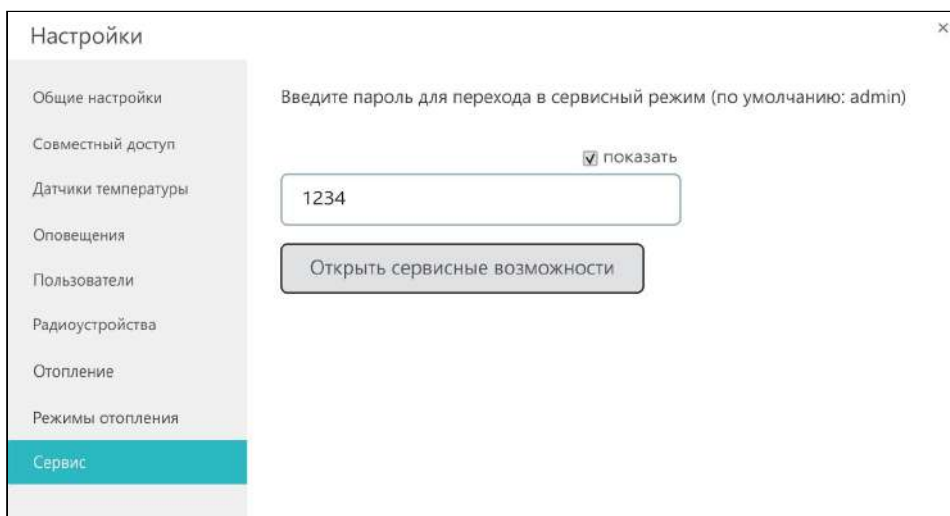 Настройки
×
Общие настройки
Совместный доступ
Датчики температуры
Оповещения
Пользователи
Радиоустройства
Отопление
Режимы отопления
Сервис
Введите пароль для перехода в сервисный режим (по умолчанию: admin)
показать
1234
Открыть сервисные возможности